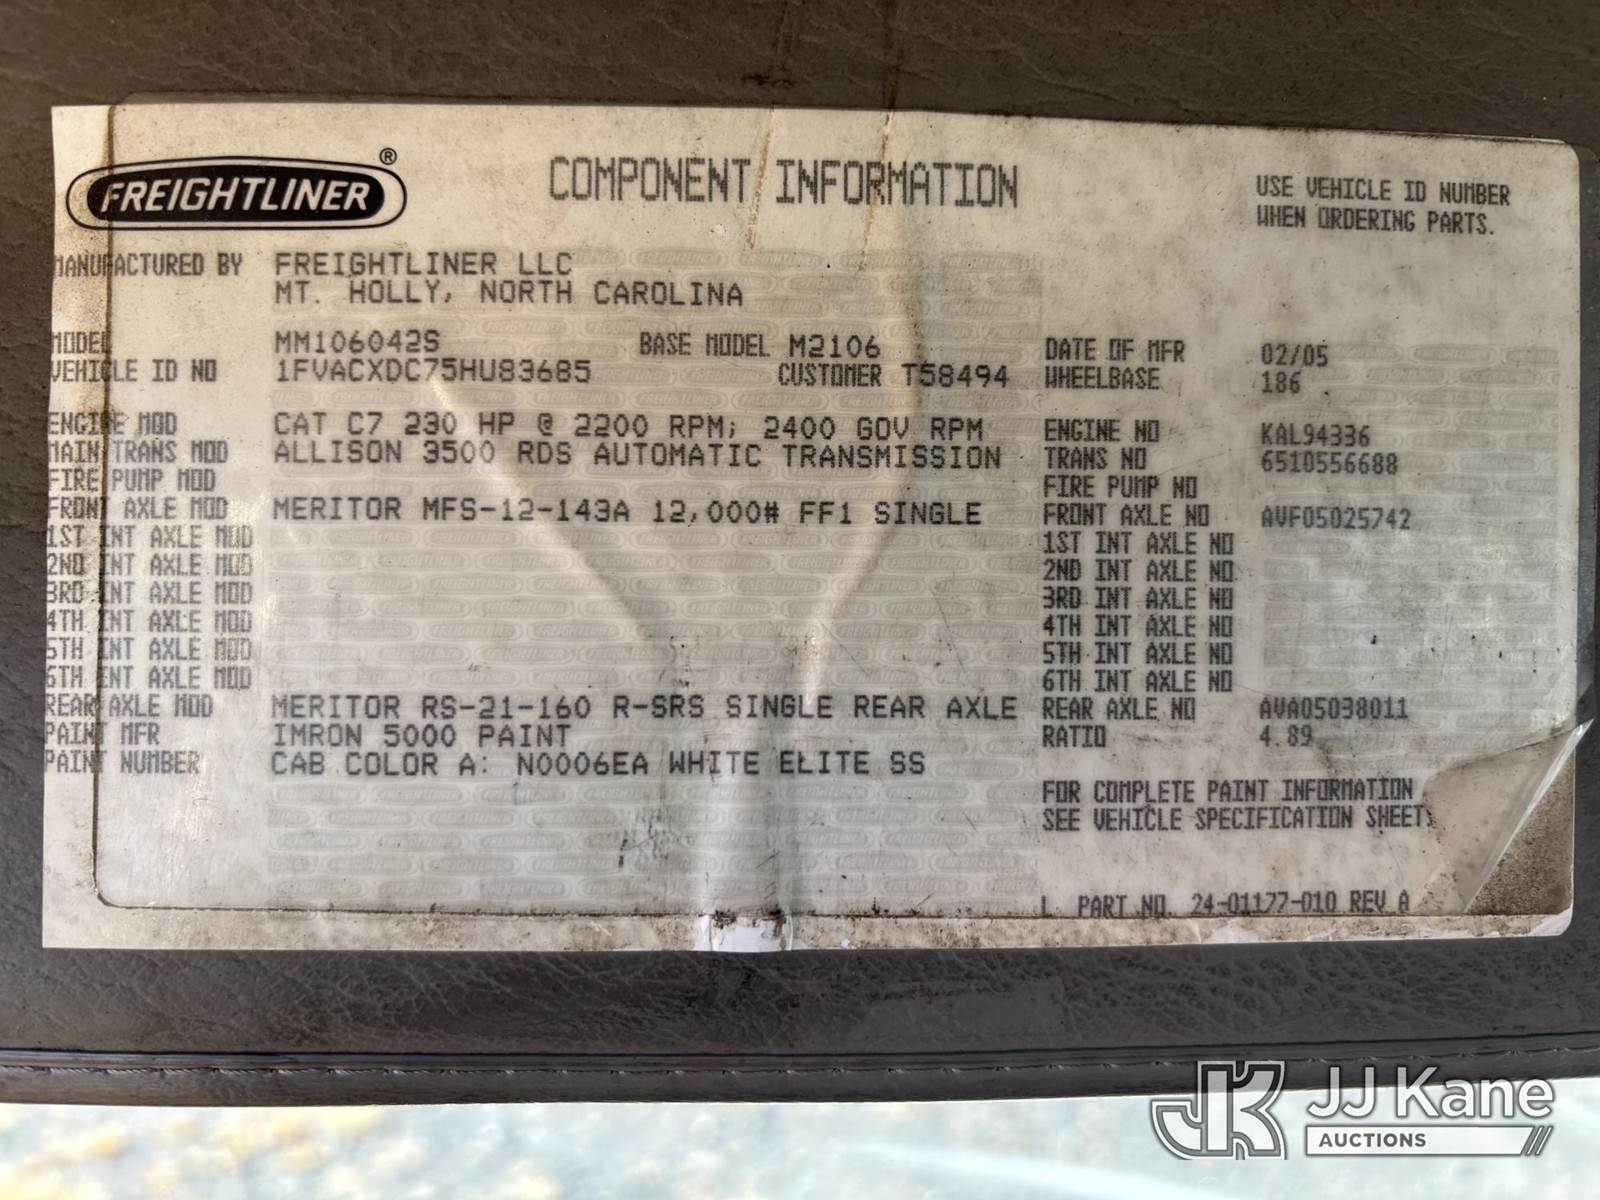 FREIGHTLINER ®
COMPONENT INFORMATION
USE VEHICLE ID NUMBER
WHEN ORDERING PARTS.
MANUFACTURED BY FREIGHTLINER LLC
MT. HOLLY, NORTH CAROLINA
MODEL MM106042S BASE MODEL M2106 DATE OF MFR 02/05
VEHICLE ID NO 1FVACXDC75HU83685 CUSTOMER T58494 WHEELBASE 186
ENGINE MOD CAT C7 230 HP @ 2200 RPM; 2400 GOV RPM ENGINE NO KAL94336
MAIN TRANS MOD ALLISON 3500 RDS AUTOMATIC TRANSMISSION TRANS NO 6510556688
FIRE PUMP MOD FIRE PUMP NO
FRONT AXLE MOD MERITOR MFS-12-143A 12,000# FF1 SINGLE FRONT AXLE NO AVF05025742
1ST INT AXLE MOD 1ST INT AXLE NO
2ND INT AXLE MOD 2ND INT AXLE NO
3RD INT AXLE MOD 3RD INT AXLE NO
4TH INT AXLE MOD 4TH INT AXLE NO
5TH INT AXLE MOD 5TH INT AXLE NO
6TH INT AXLE MOD 6TH INT AXLE NO
REAR AXLE MOD MERITOR RS-21-160 R-SRS SINGLE REAR AXLE REAR AXLE NO AVA05038011
PAINT MFR IMRON 5000 PAINT RATIO 4.89
PAINT NUMBER CAB COLOR A: N0006EA WHITE ELITE SS
FOR COMPLETE PAINT INFORMATION
SEE VEHICLE SPECIFICATION SHEETS
L PART NO. 24-01177-010 REV A
JK JJ Kane
AUCTIONS